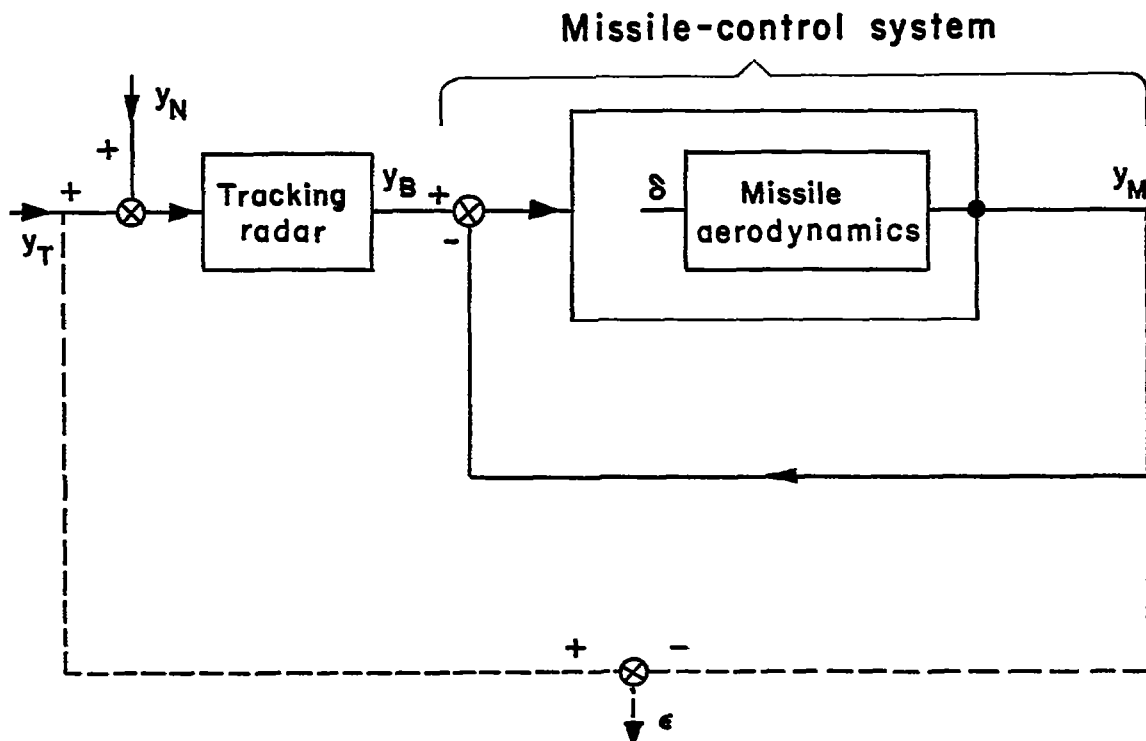 Missile-control system
y_N
+
+
y_T
Tracking
radar
y_B
+
-
δ
Missile
aerodynamics
y_M
+
-
ε